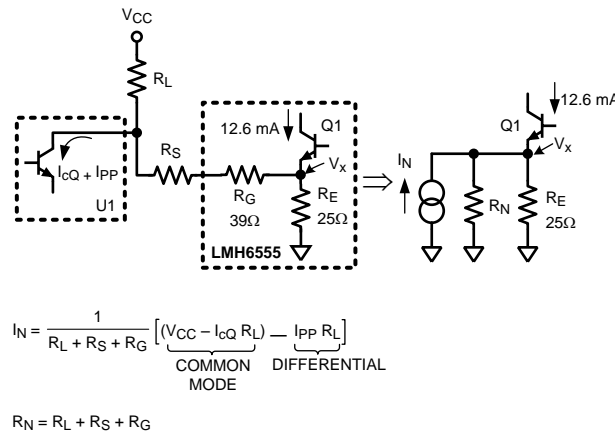 VCC
RL
12.6 mA
Q1
Vx
RS
RG
39Ω
RE
25Ω
IcQ + IPP
U1
LMH6555
12.6 mA
Q1
Vx
IN
RN
RE
25Ω
IN = 1 / (RL + RS + RG) [(VCC – IcQ RL) — IPP RL]
COMMON MODE
DIFFERENTIAL
RN = RL + RS + RG